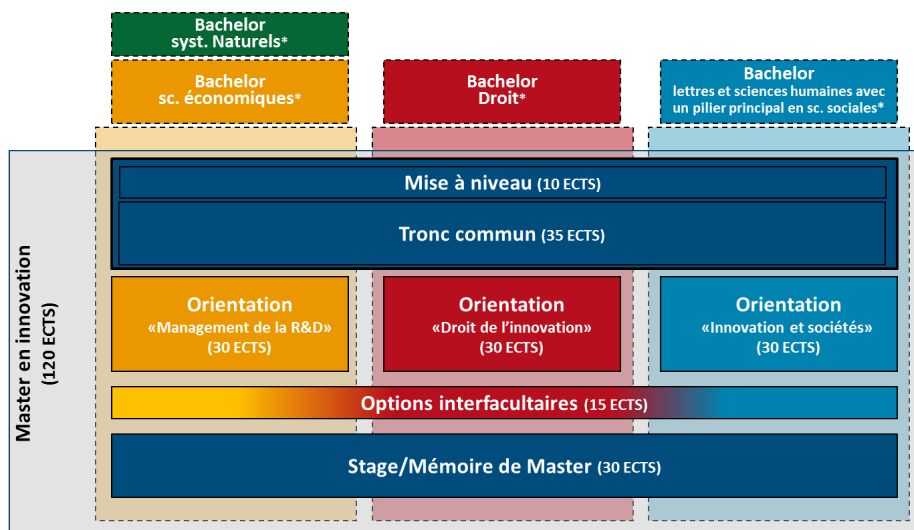 Bachelor
syst. Naturels*
Bachelor
sc. économiques*
Bachelor
Droit*
Bachelor
lettres et sciences humaines avec
un pilier principal en sc. sociales*
Master en innovation
(120 ECTS)
Mise à niveau (10 ECTS)
Tronc commun (35 ECTS)
Orientation
«Management de la R&D»
(30 ECTS)
Orientation
«Droit de l'innovation»
(30 ECTS)
Orientation
«Innovation et sociétés»
(30 ECTS)
Options interfacultaires (15 ECTS)
Stage/Mémoire de Master (30 ECTS)